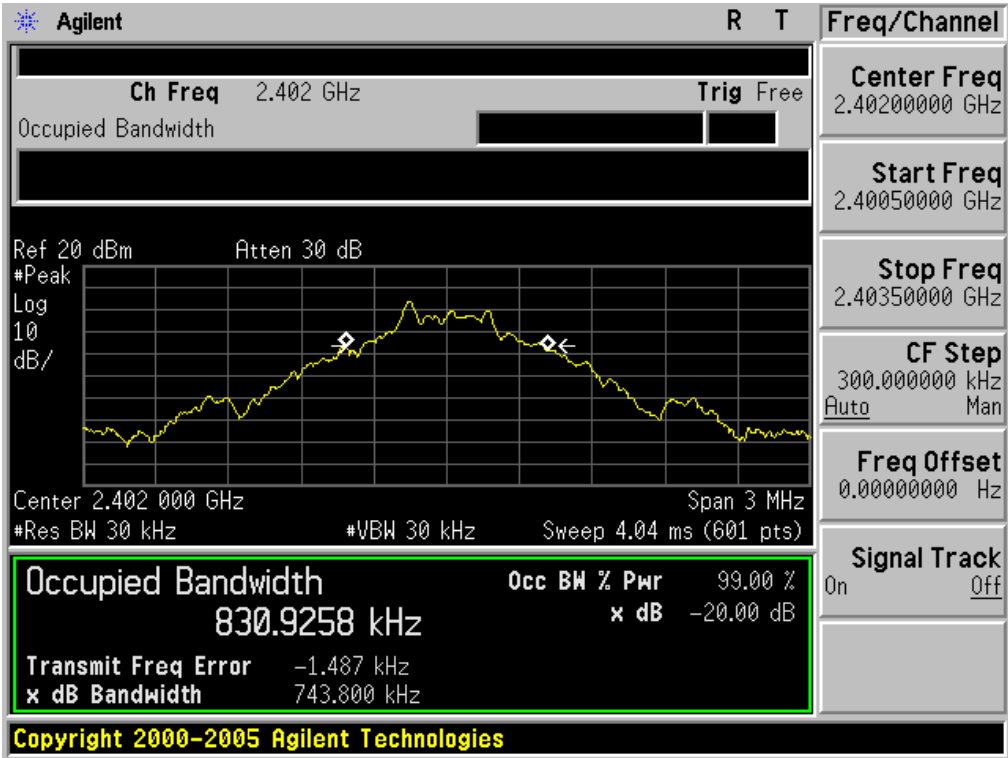 Agilent R T
Freq/Channel
Ch Freq 2.402 GHz Trig Free
Occupied Bandwidth
Center Freq
2.40200000 GHz
Start Freq
2.40050000 GHz
Stop Freq
2.40350000 GHz
CF Step
300.000000 kHz
Auto Man
Freq Offset
0.00000000 Hz
Signal Track
On Off
Ref 20 dBm Atten 30 dB
#Peak
Log
10
dB/
Center 2.402 000 GHz Span 3 MHz
#Res BW 30 kHz #VBW 30 kHz Sweep 4.04 ms (601 pts)
Occupied Bandwidth
830.9258 kHz
Occ BW % Pwr 99.00 %
x dB -20.00 dB
Transmit Freq Error -1.487 kHz
x dB Bandwidth 743.800 kHz
Copyright 2000-2005 Agilent Technologies